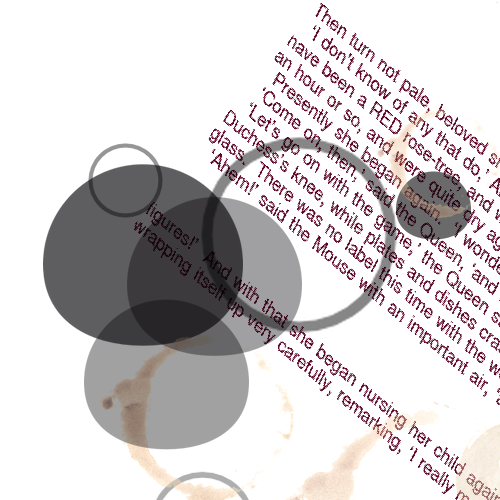 Then turn not pale, beloved
'I don't know of any that do,'
have been a RED rose-tree, and
an hour or so, and were quite dry
Presently she began again. 'I wonder
'Come on, then,' said the Queen,' and
'Let's go on with the game,' the Queen
Duchess's knee, while plates and dishes
glass. There was no label this time with the
'Ahem!' said the Mouse with an important air,
figures!' And with that she began nursing her child again
wrapping itself up very carefully, remarking, 'I really